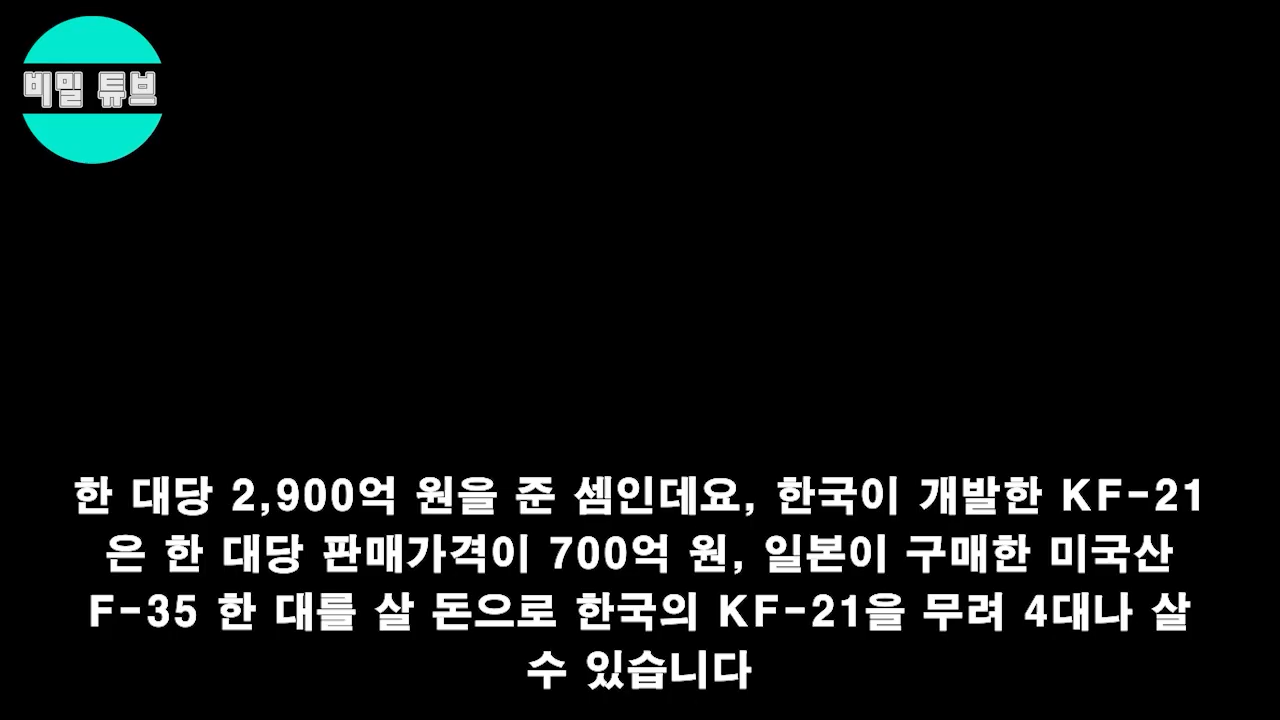 비밀 튜브
한 대당 2,900억 원을 준 셈인데요, 한국이 개발한 KF-21
은 한 대당 판매가격이 700억 원, 일본이 구매한 미국산
F-35 한 대를 살 돈으로 한국의 KF-21을 무려 4대나 살
수 있습니다